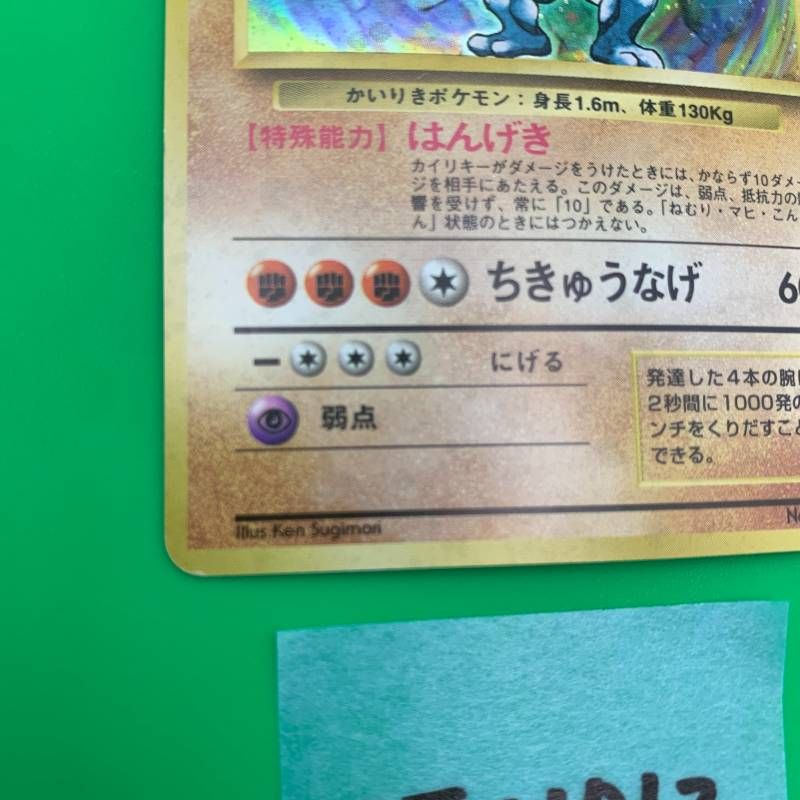 かいりきポケモン：身長1.6m、体重130Kg
【特殊能力】はんげき
カイリキーがダメージをうけたときには、かならず10ダメー
ジを相手にあたえる。このダメージは、弱点、抵抗力の
響を受けず、常に「10」である。「ねむり・マヒ・こん
ん」状態のときにはつかえない。
ちきゅうなげ 6
ー にげる
発達した4本の腕
2秒間に1000発の
ンチをくりだすこと
できる。
弱点
Illus. Ken Sugimori